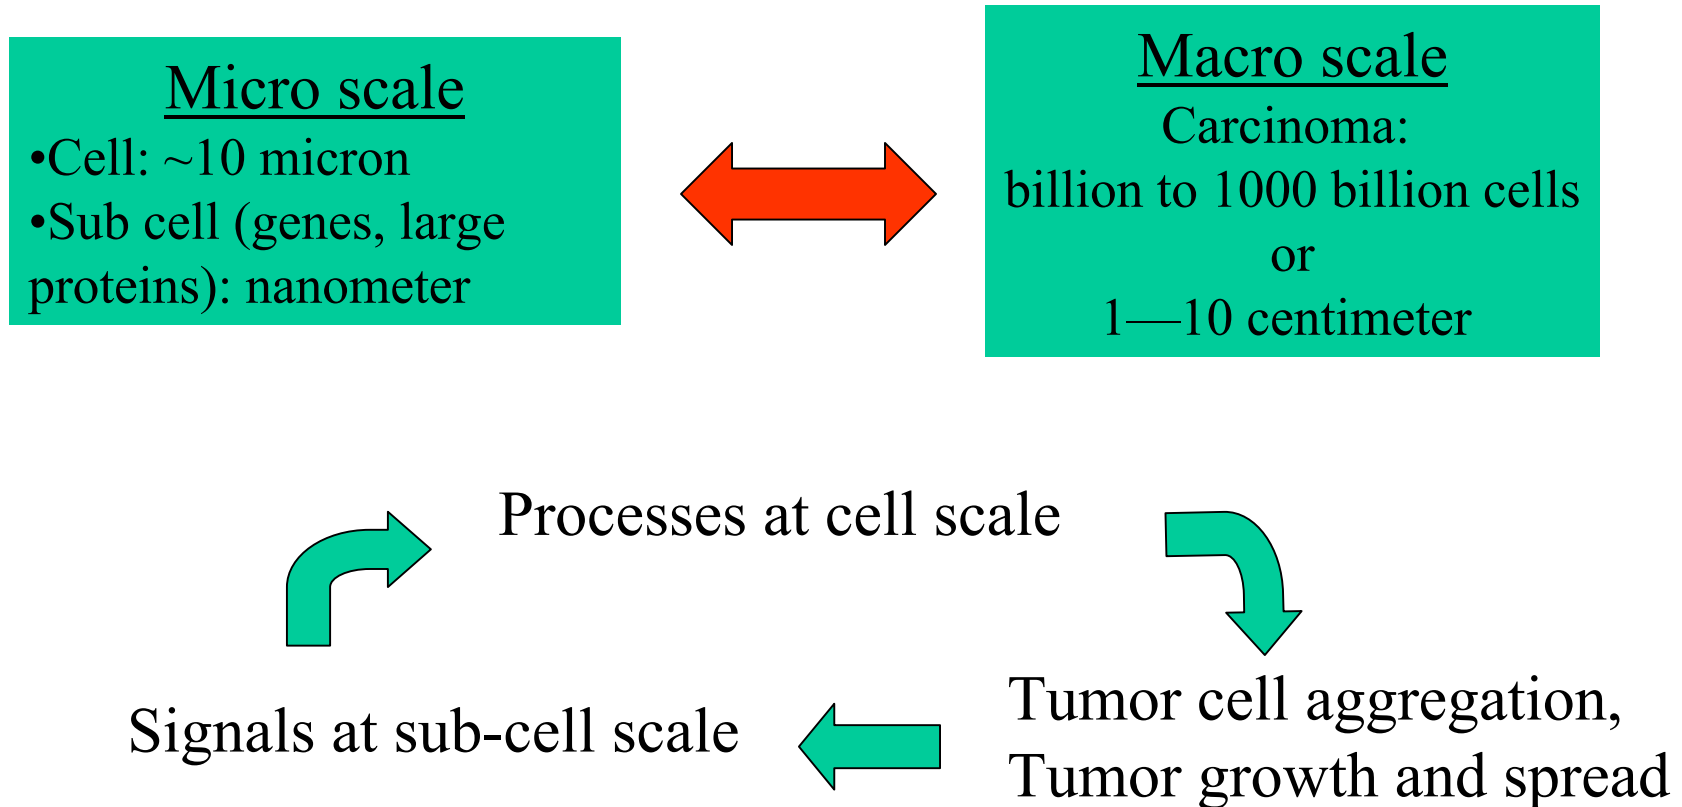 Micro scale
•Cell: ~10 micron
•Sub cell (genes, large
proteins): nanometer
Macro scale
Carcinoma:
billion to 1000 billion cells
or
1—10 centimeter
Processes at cell scale
Tumor cell aggregation,
Tumor growth and spread
Signals at sub-cell scale